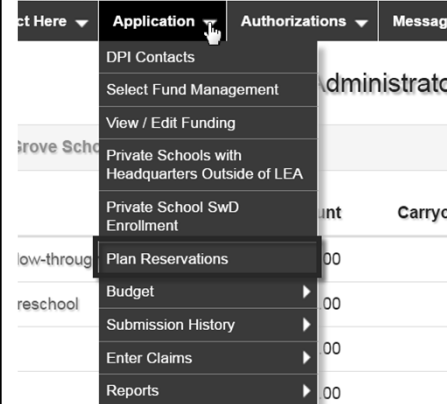 ct Here Application Authorizations Messag
DPI Contacts
Select Fund Management
dministrato
View / Edit Funding
Grove Scho
Private Schools with
Headquarters Outside of LEA
Private School SwD
Enrollment
unt Carryo
low-throug Plan Reservations 00
reschool Budget .00
Submission History
.00
Enter Claims
Reports .00